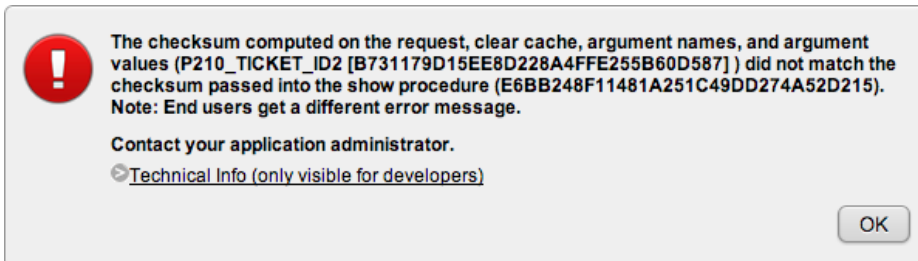 The checksum computed on the request, clear cache, argument names, and argument
values (P210_TICKET_ID2 [B731179D15EE8D228A4FFE255B60D587] ) did not match the
checksum passed into the show procedure (E6BB248F11481A251C49DD274A52D215).
Note: End users get a different error message.
Contact your application administrator.
Technical Info (only visible for developers)
OK